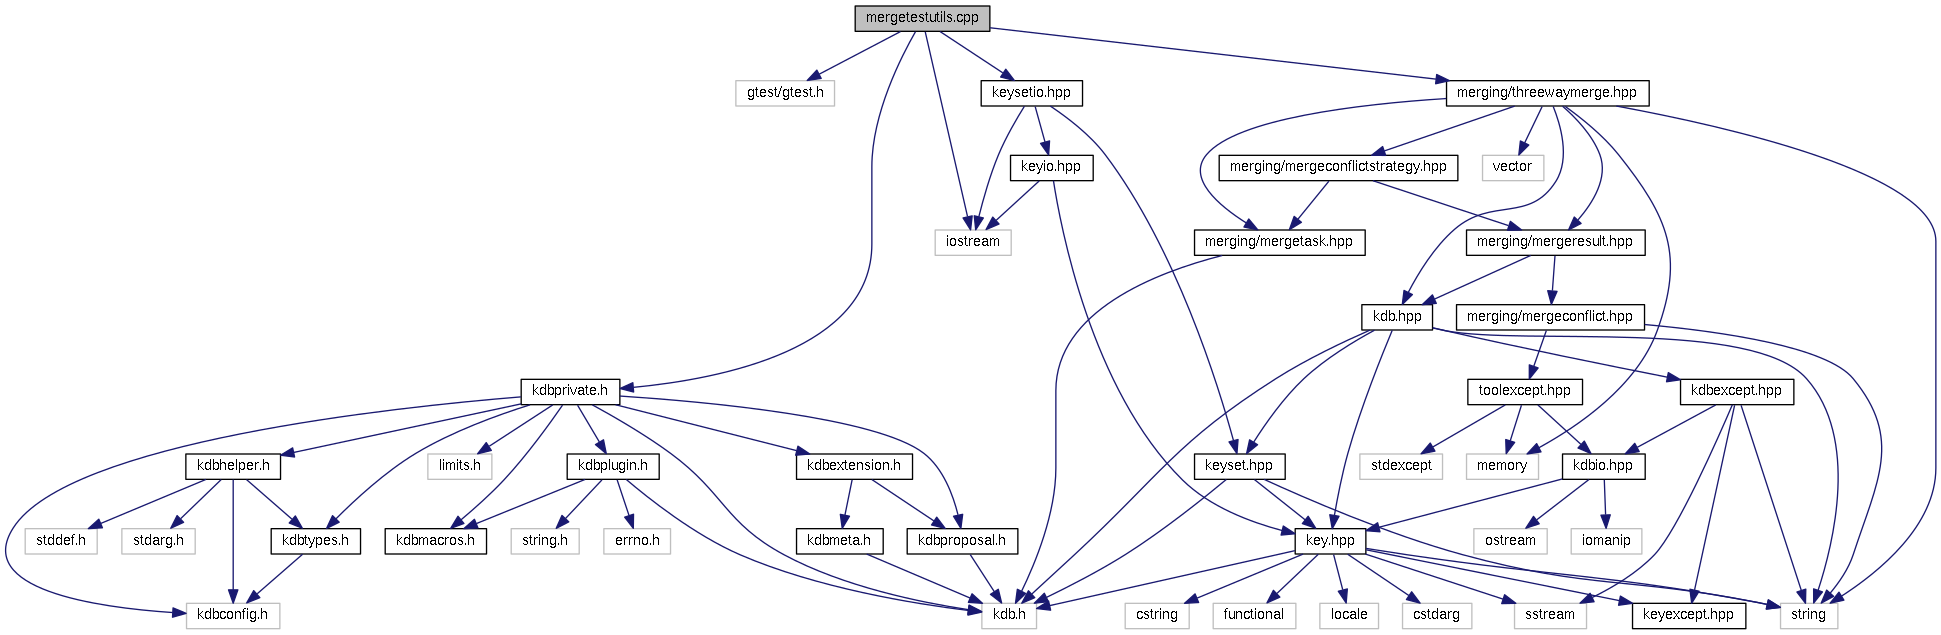 mergetestutils.cpp
gtest/gtest.h
keysetio.hpp
merging/threewaymerge.hpp
keyio.hpp
merging/mergeconflictstrategy.hpp
vector
iostream
merging/mergetask.hpp
merging/mergeresult.hpp
kdb.hpp
merging/mergeconflict.hpp
kdbprivate.h
toolexcept.hpp
kdbexcept.hpp
kdbhelper.h
limits.h
kdbplugin.h
kdbextension.h
keyset.hpp
stdexcept
memory
kdbio.hpp
stddef.h
stdarg.h
kdbtypes.h
kdbmacros.h
string.h
errno.h
kdbmeta.h
kdbproposal.h
key.hpp
ostream
iomanip
kdbconfig.h
kdb.h
cstring
functional
locale
cstdarg
sstream
keyexcept.hpp
string